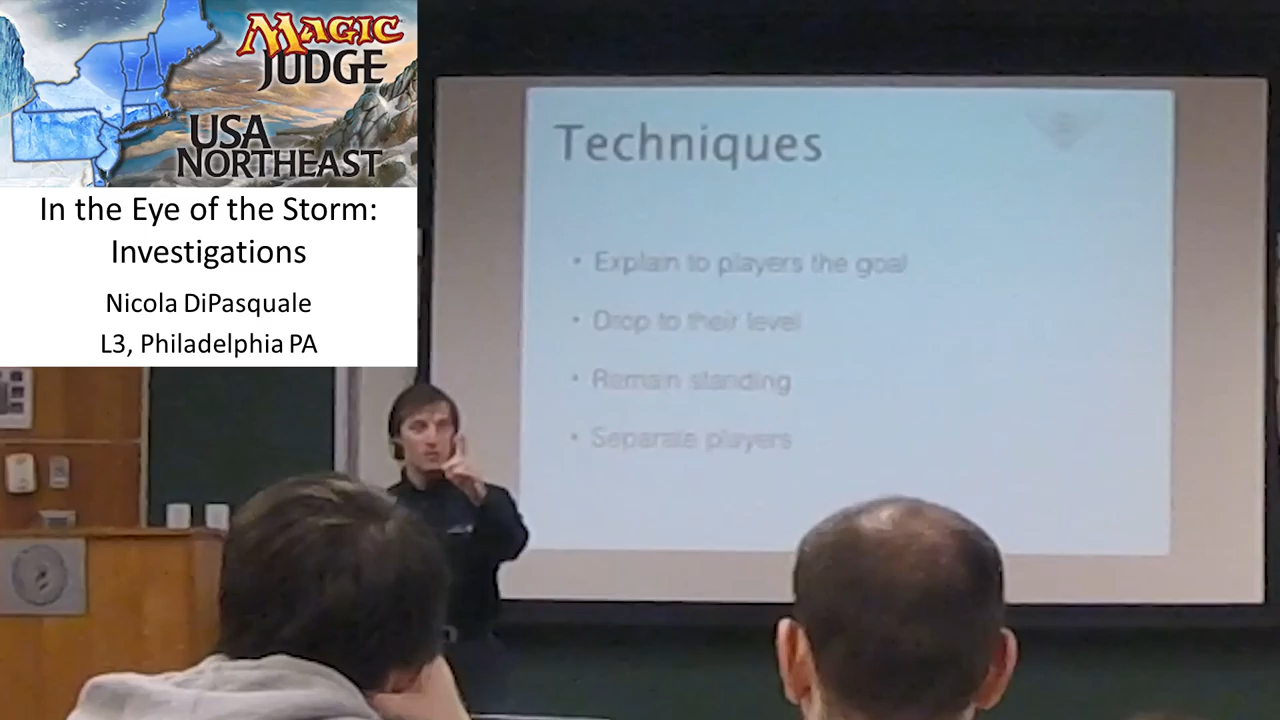 MAGIC
JUDGE
USA
NORTHEAST
In the Eye of the Storm:
Investigations
Nicola DiPasquale
L3, Philadelphia PA
Techniques
• Explain to players the goal
• Drop to their level
• Remain standing
• Separate players